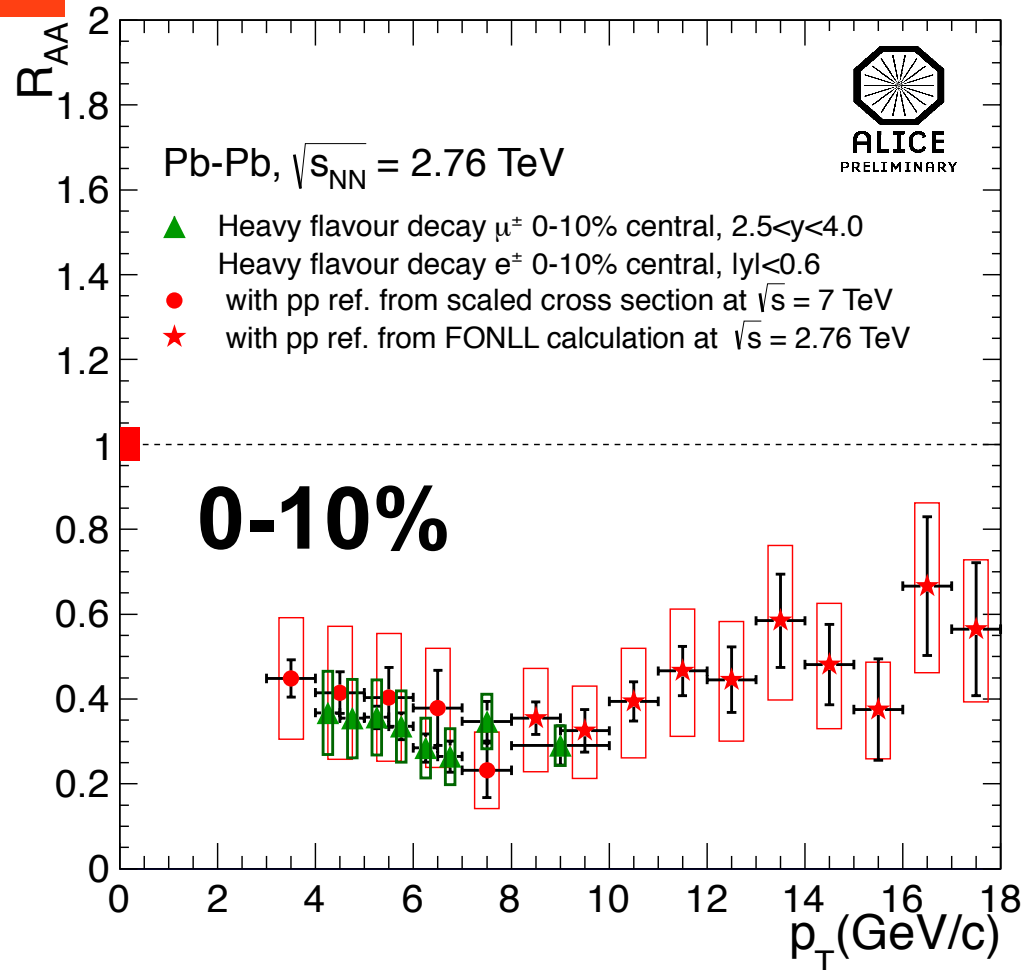 R_AA
2
1.8
1.6
1.4
1.2
1
0.8
0.6
0.4
0.2
0
ALICE
PRELIMINARY
Pb-Pb, √s_NN = 2.76 TeV
Heavy flavour decay μ± 0-10% central, 2.5<y<4.0
Heavy flavour decay e± 0-10% central, |y|<0.6
with pp ref. from scaled cross section at √s = 7 TeV
with pp ref. from FONLL calculation at √s = 2.76 TeV
0-10%
0 2 4 6 8 10 12 14 16 18
p_T(GeV/c)